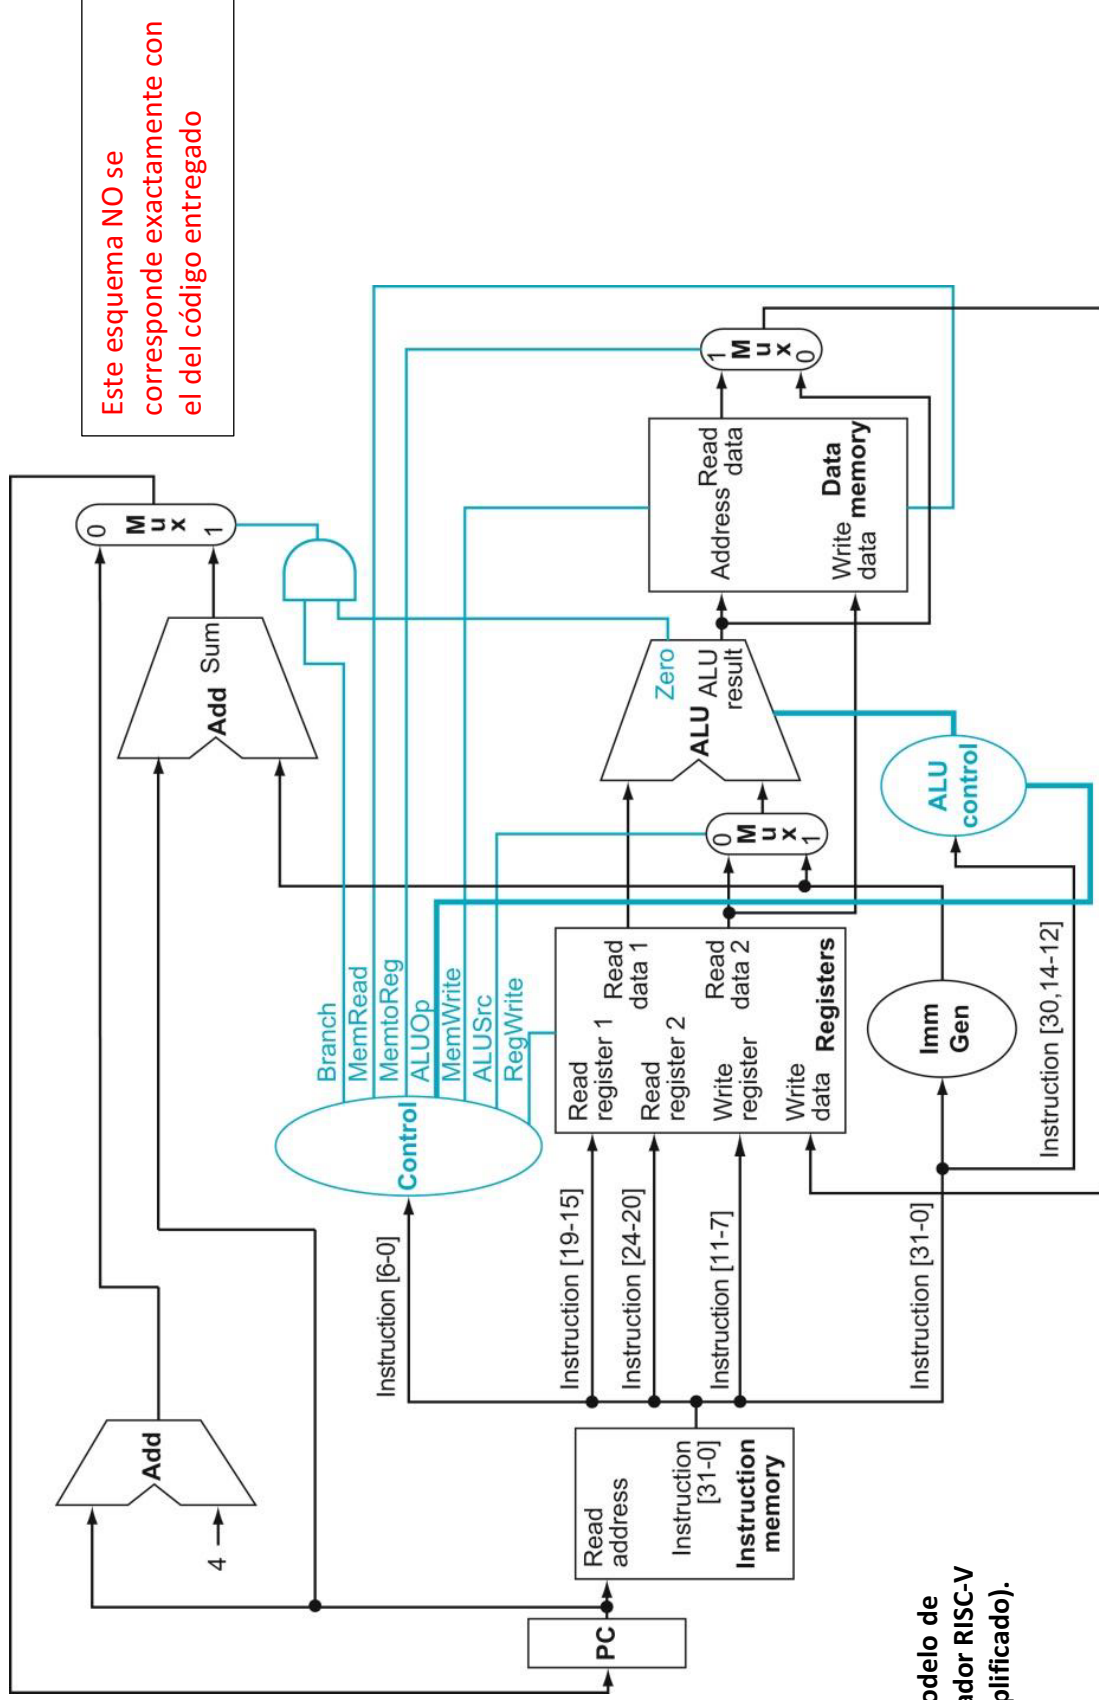 Este esquema NO se
corresponde exactamente con
el del código entregado
Add
4
PC
Read
address
Instruction
[31-0]
Instruction
memory
Instruction [6-0]
Instruction [19-15]
Instruction [24-20]
Instruction [11-7]
Instruction [31-0]
Instruction [30,14-12]
Control
Branch
MemRead
MemtoReg
ALUOp
MemWrite
ALUSrc
RegWrite
Read
register 1
Read
register 2
Write
register
Write
data
Read
data 1
Read
data 2
Registers
Imm
Gen
0
M
u
x
1
Add
Sum
0
M
u
x
1
Zero
ALU
ALU
result
ALU
control
Address
Read
data
Write
data
Data
memory
1
M
u
x
0
odelo de
ador RISC-V
plificado).